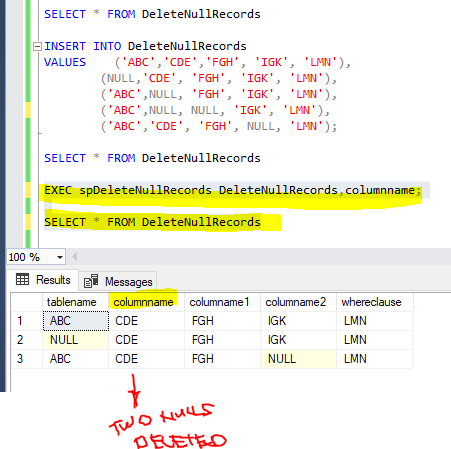 SELECT * FROM DeleteNullRecords
INSERT INTO DeleteNullRecords
VALUES ('ABC','CDE','FGH', 'IGK', 'LMN'),
(NULL,'CDE', 'FGH', 'IGK', 'LMN'),
('ABC',NULL, 'FGH', 'IGK', 'LMN'),
('ABC',NULL, NULL, 'IGK', 'LMN'),
('ABC','CDE', 'FGH', NULL, 'LMN');
SELECT * FROM DeleteNullRecords
EXEC spDeleteNullRecords DeleteNullRecords,columnname;
SELECT * FROM DeleteNullRecords
100 %
Results Messages
tablename columnname columname1 columname2 whereclause
1 ABC CDE FGH IGK LMN
2 NULL CDE FGH IGK LMN
3 ABC CDE FGH NULL LMN
TWO NULLS
DELETED